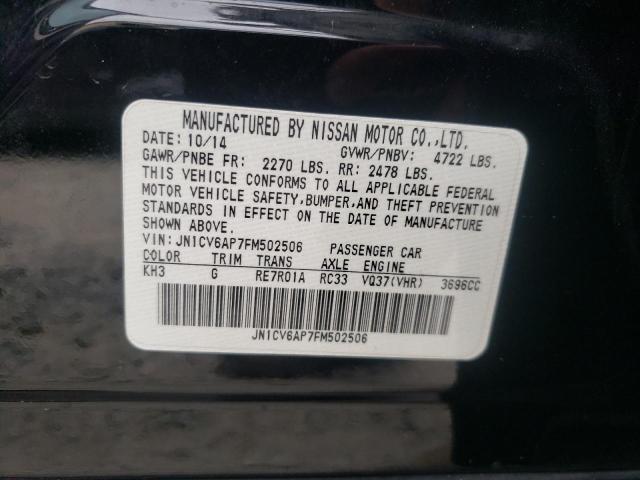 MANUFACTURED BY NISSAN MOTOR CO.,LTD.
DATE: 10/14 GVWR/PNBV: 4722 LBS.
GAWR/PNBE FR: 2270 LBS. RR: 2478 LBS.
THIS VEHICLE CONFORMS TO ALL APPLICABLE FEDERAL
MOTOR VEHICLE SAFETY,BUMPER,AND THEFT PREVENTION
STANDARDS IN EFFECT ON THE DATE OF MANUFACTURE
SHOWN ABOVE.
VIN: JN1CV6AP7FM502506 PASSENGER CAR
COLOR TRIM TRANS AXLE ENGINE
KH3 G RE7R01A RC33 VQ37(VHR) 3696CC
JN1CV6AP7FM502506